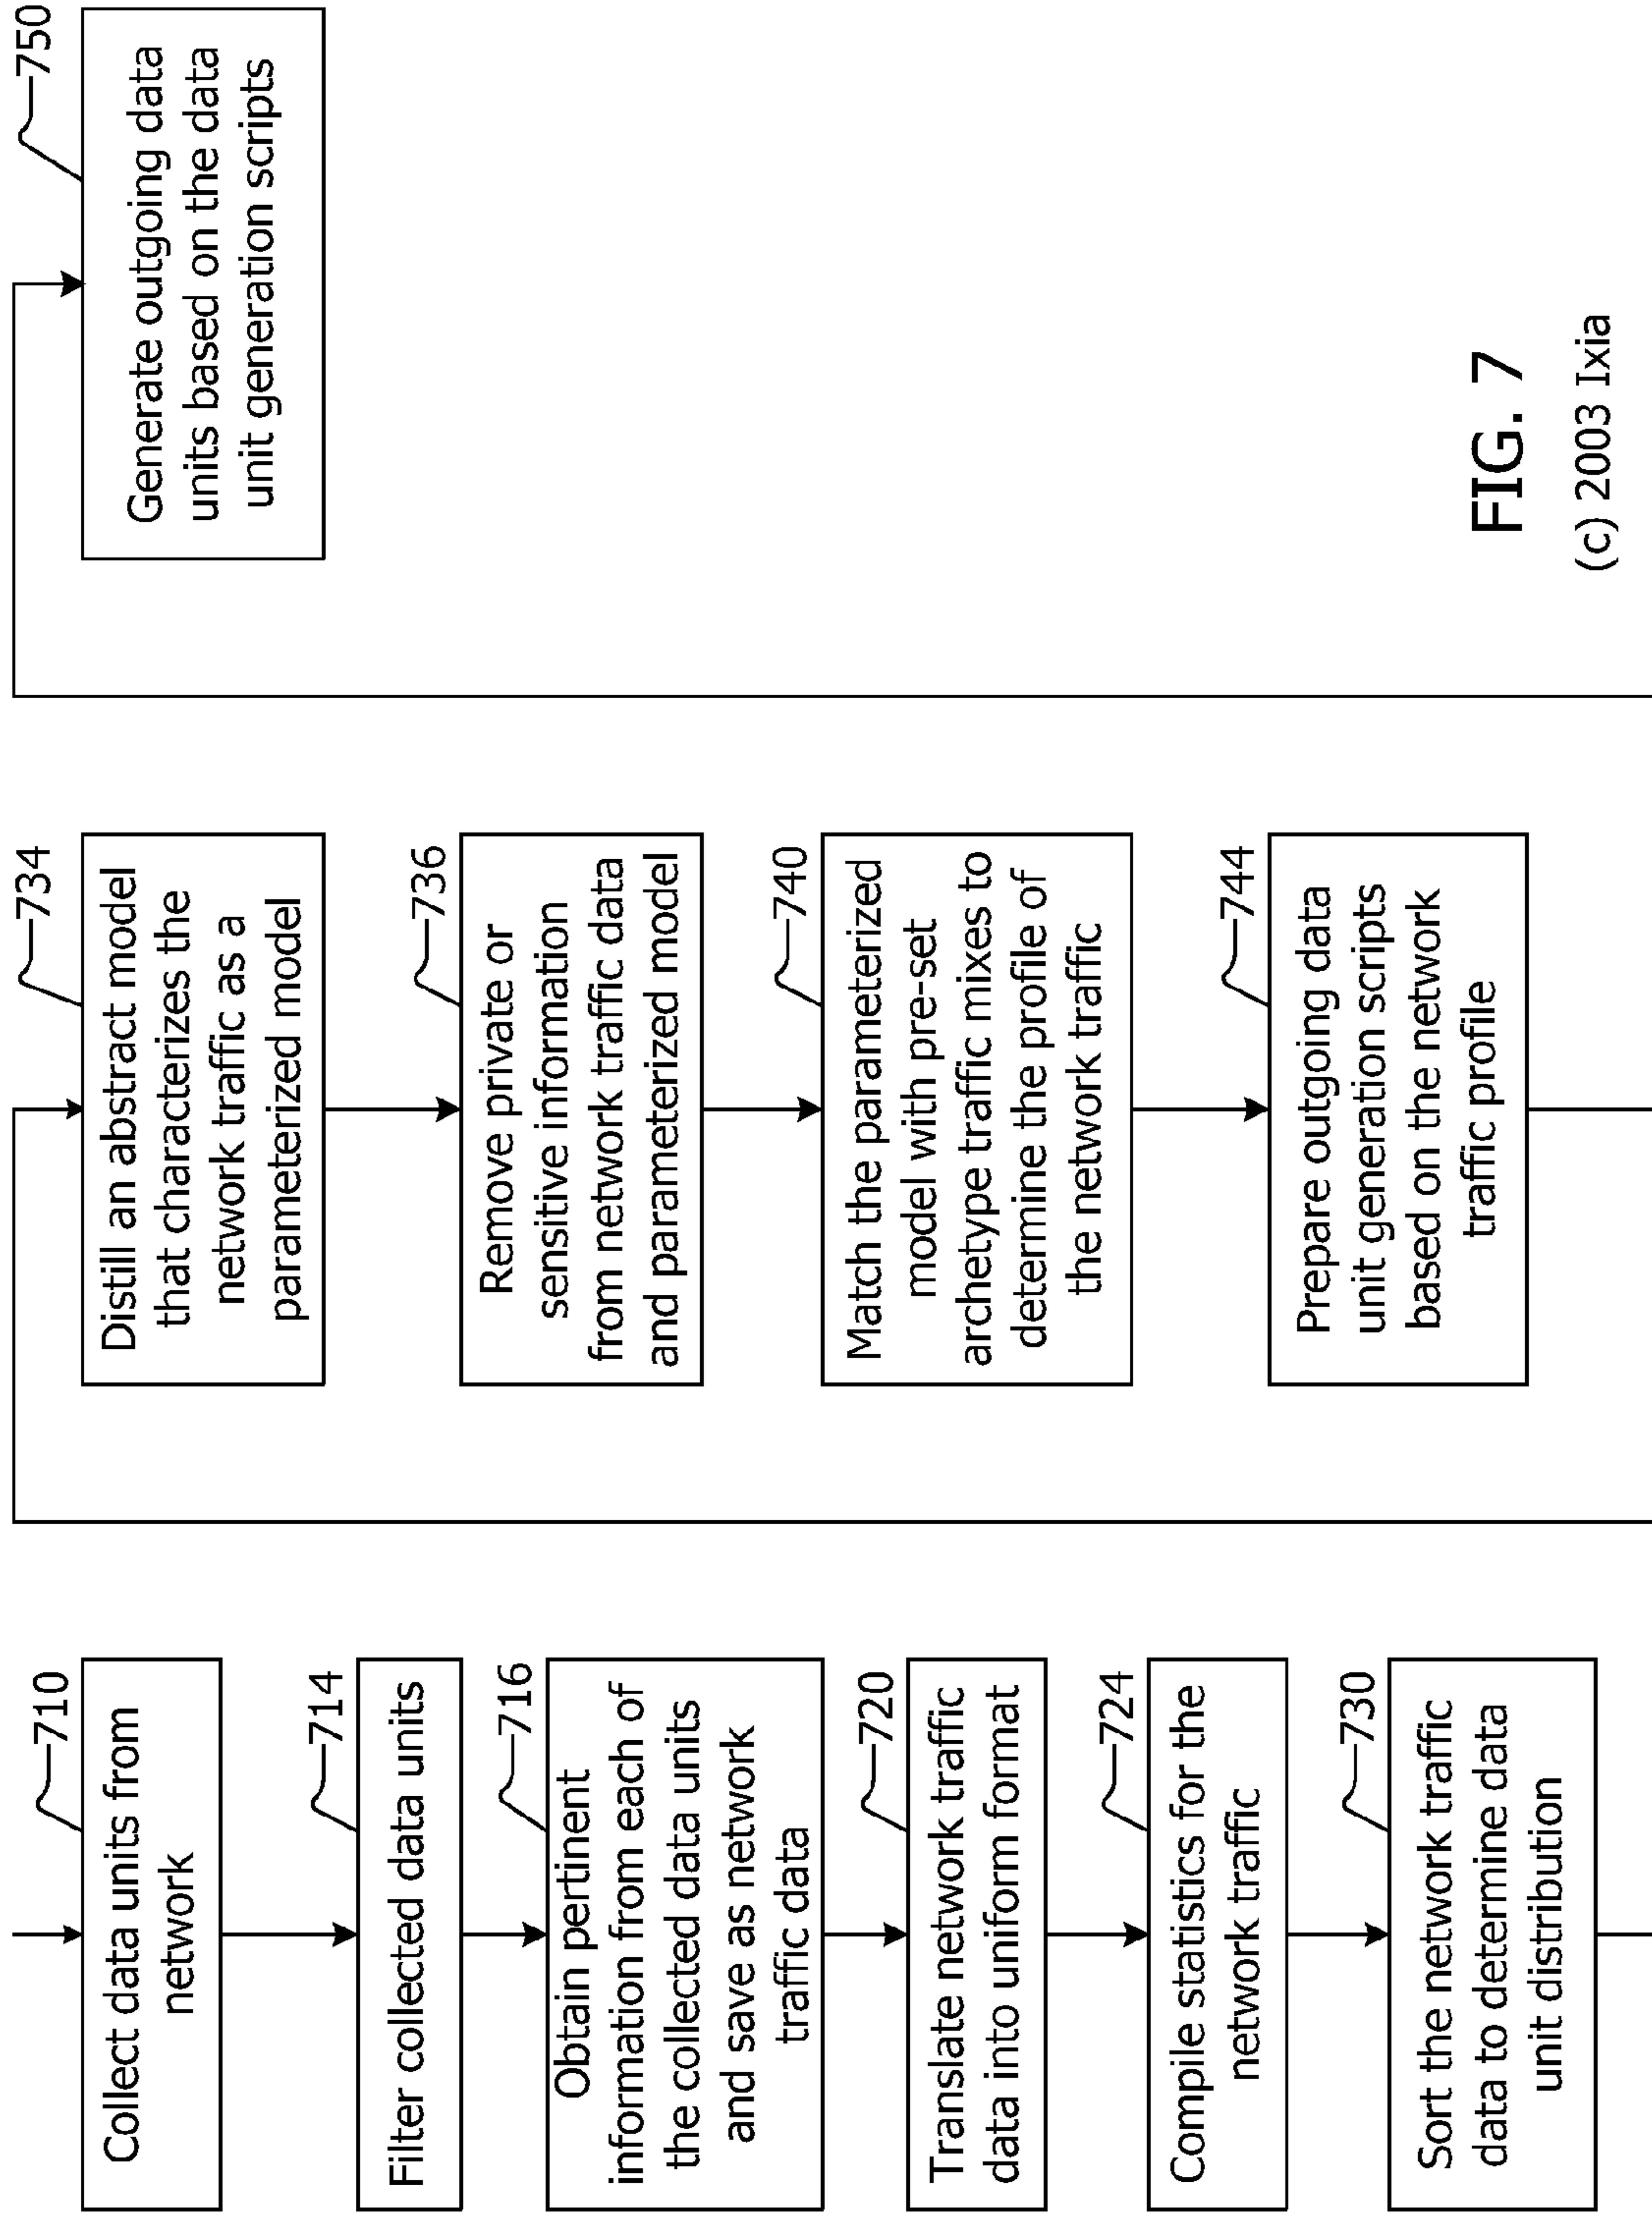 710
Collect data units from
network
714
Filter collected data units
716
Obtain pertinent
information from each of
the collected data units
and save as network
traffic data
720
Translate network traffic
data into uniform format
724
Compile statistics for the
network traffic
730
Sort the network traffic
data to determine data
unit distribution
734
Distill an abstract model
that characterizes the
network traffic as a
parameterized model
736
Remove private or
sensitive information
from network traffic data
and parameterized model
740
Match the parameterized
model with pre-set
archetype traffic mixes to
determine the profile of
the network traffic
744
Prepare outgoing data
unit generation scripts
based on the network
traffic profile
750
Generate outgoing data
units based on the data
unit generation scripts
FIG. 7
(c) 2003 Ixia